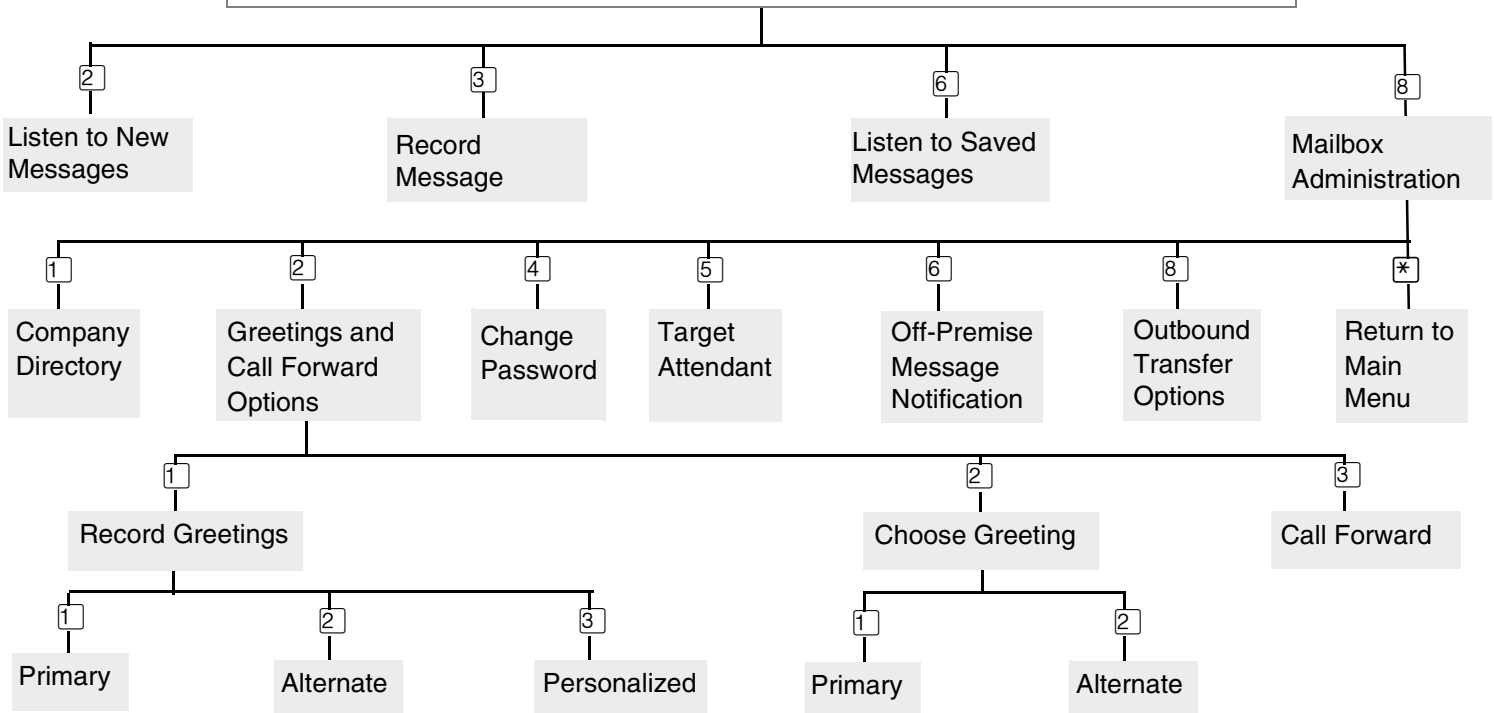 2
3
6
8
Listen to New
Messages
Record
Message
Listen to Saved
Messages
Mailbox
Administration
1
2
4
5
6
8
*
Company
Directory
Greetings and
Call Forward
Options
Change
Password
Target
Attendant
Off-Premise
Message
Notification
Outbound
Transfer
Options
Return to
Main
Menu
1
2
3
Record Greetings
Choose Greeting
Call Forward
1
2
3
1
2
Primary
Alternate
Personalized
Primary
Alternate